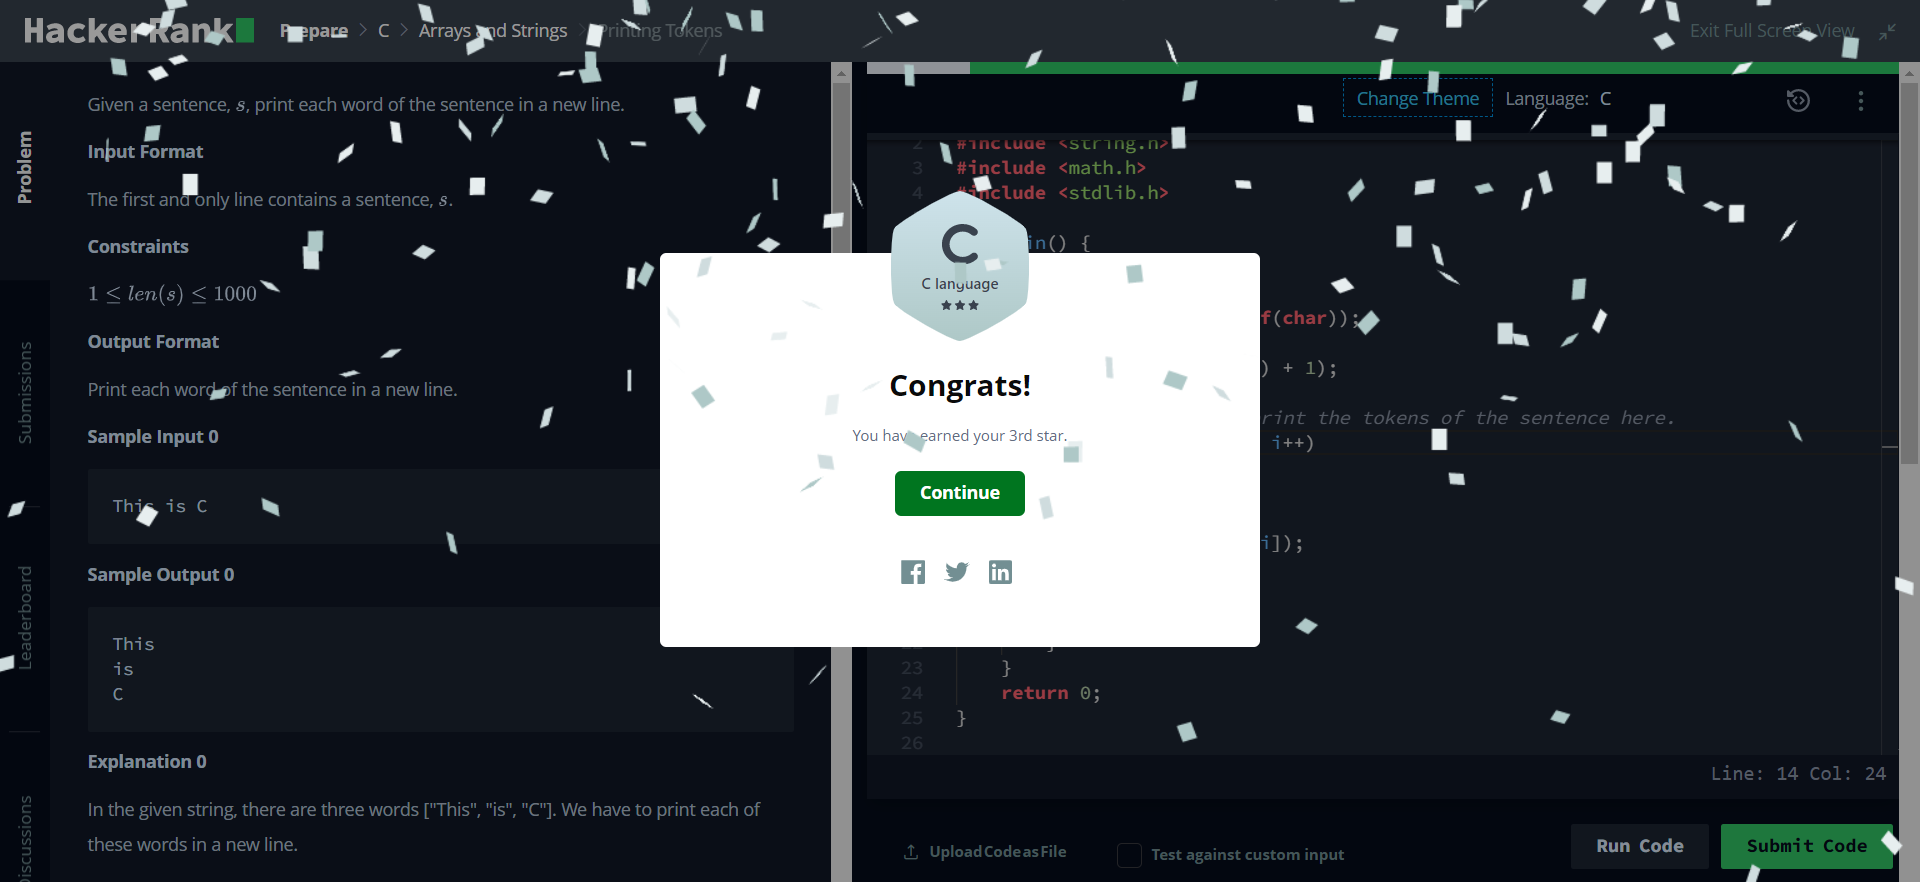 HackerRank
Prepare > C > Arrays and Strings > Printing Tokens
Exit Full Screen View
Problem
Submissions
Leaderboard
Discussions
Given a sentence, s, print each word of the sentence in a new line.
Input Format
The first and only line contains a sentence, s.
Constraints
1 ≤ len(s) ≤ 1000
Output Format
Print each word of the sentence in a new line.
Sample Input 0
This is C
Sample Output 0
This
is
C
Explanation 0
In the given string, there are three words ["This", "is", "C"]. We have to print each of
these words in a new line.
Change Theme Language: C
2 #include <string.h>
3 #include <math.h>
4 #include <stdlib.h>
in() {
f(char));
) + 1);
rint the tokens of the sentence here.
i++)
i]);
23 }
24 return 0;
25 }
26
Line: 14 Col: 24
Upload Code as File
Test against custom input
Run Code
Submit Code
C
C language
Congrats!
You have earned your 3rd star.
Continue